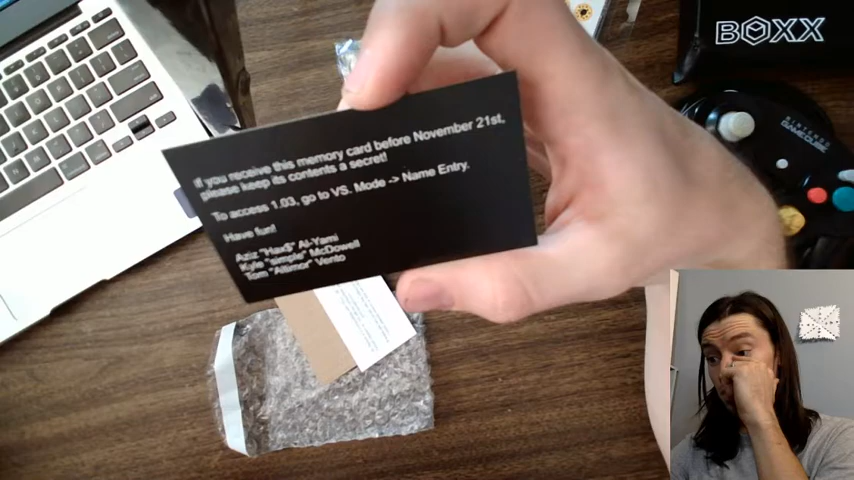 BOXX
NINTENDO
GAMECUBE
If you receive this memory card before November 21st,
please keep its contents a secret!
To access 1.03, go to VS. Mode -> Name Entry.
Have fun!
Aziz "Hax$" Al-Yami
Kyle "simple" McDowell
Tom "Altimor" Vento